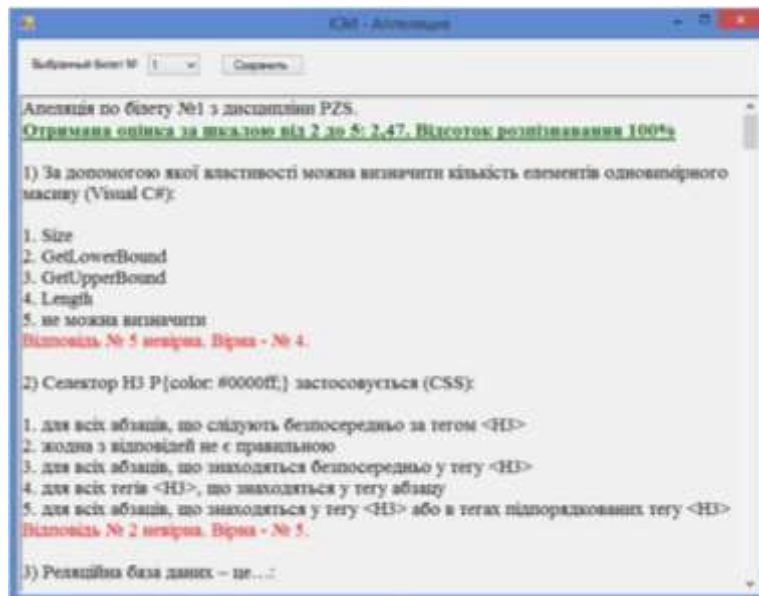 Апеляція по білету №1 з дисципліни PZS.
Отримана оцінка за шкалою від 2 до 5: 2,47. Відсоток розпізнавання 100%
1) За допомогою якої властивості можна визначити кількість елементів одновимірного
масиву (Visual C#):
1. Size
2. GetLowerBound
3. GetUpperBound
4. Length
5. не можна визначити
Відповідь № 5 невірна. Вірна - № 4.
2) Селектор H3 P{color: #0000ff;} застосовується (CSS):
1. для всіх абзаців, що слідують безпосередньо за тегом <H3>
2. жодна з відповідей не є правильною
3. для всіх абзаців, що знаходяться безпосередньо у тегу <H3>
4. для всіх тегів <H3>, що знаходяться у тегу абзацу
5. для всіх абзаців, що знаходяться у тегу <H3> або в тегах підпорядкованих тегу <H3>
Відповідь № 2 невірна. Вірна - № 5.
3) Реляційна база даних – це…: